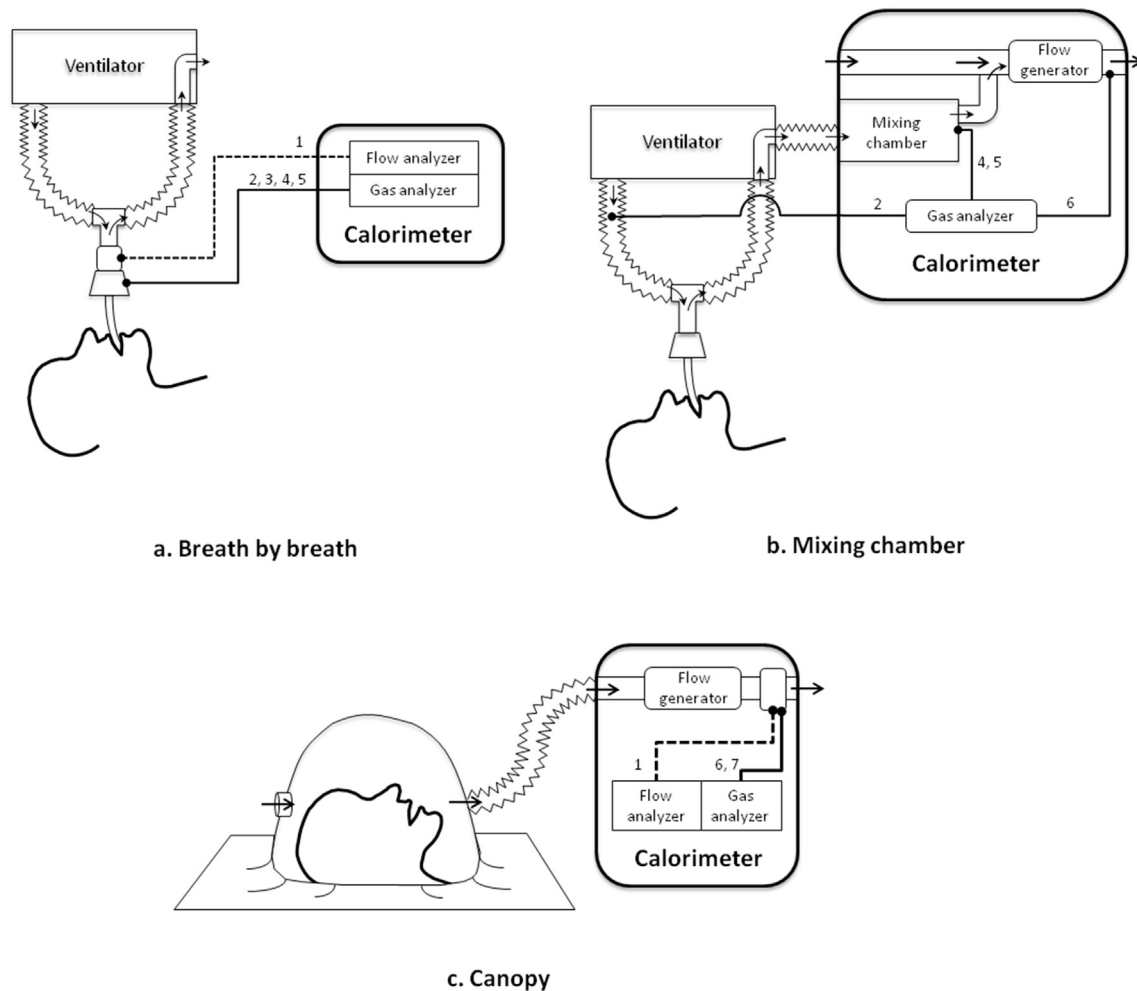 Ventilator
1
Flow analyzer
2, 3, 4, 5
Gas analyzer
Calorimeter
a. Breath by breath
Flow
generator
Ventilator
Mixing
chamber
4, 5
2
Gas analyzer
6
Calorimeter
b. Mixing chamber
Flow
generator
1
6, 7
Flow
analyzer
Gas
analyzer
Calorimeter
c. Canopy